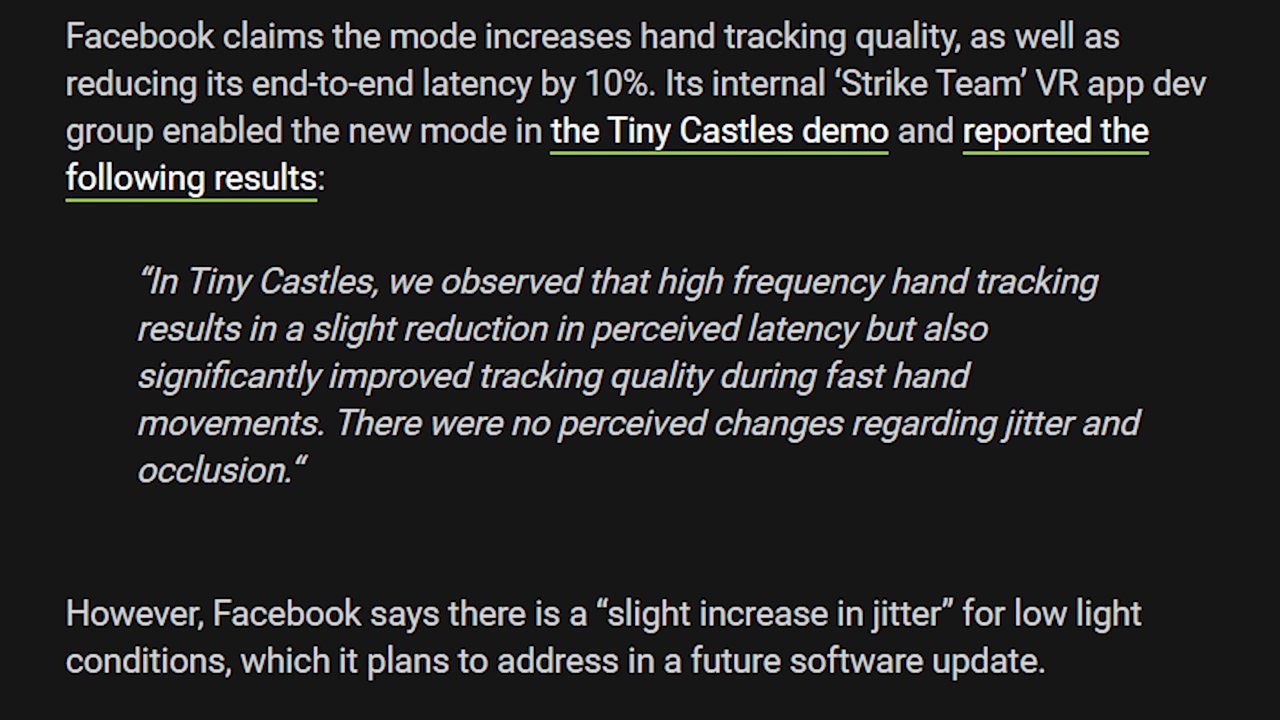 Facebook claims the mode increases hand tracking quality, as well as
reducing its end-to-end latency by 10%. Its internal ‘Strike Team’ VR app dev
group enabled the new mode in the Tiny Castles demo and reported the
following results:
“In Tiny Castles, we observed that high frequency hand tracking
results in a slight reduction in perceived latency but also
significantly improved tracking quality during fast hand
movements. There were no perceived changes regarding jitter and
occlusion.“
However, Facebook says there is a “slight increase in jitter” for low light
conditions, which it plans to address in a future software update.